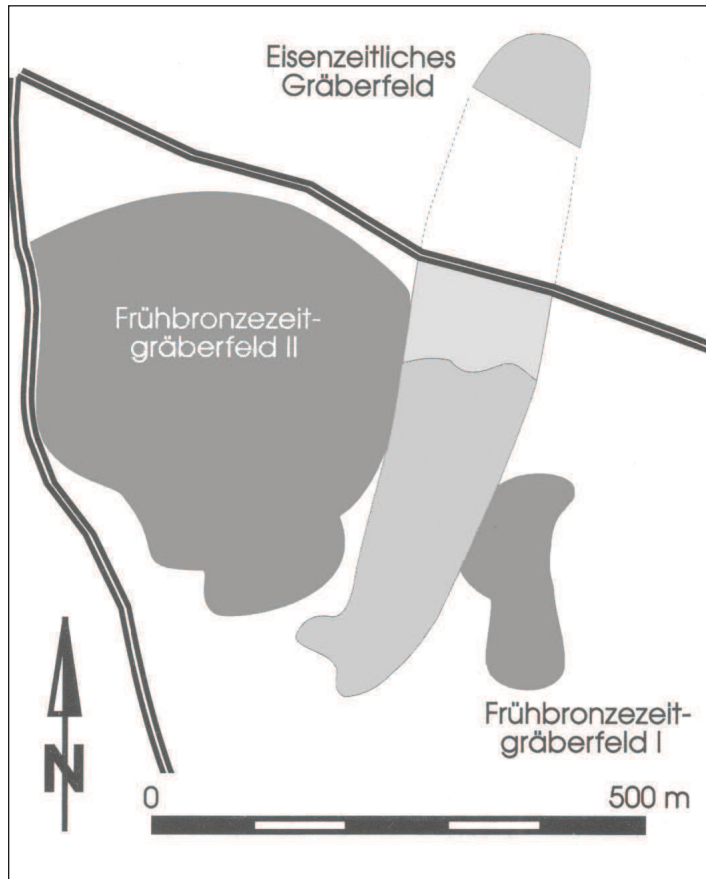 Eisenzeitliches
Gräberfeld
Frühbronzezeit-
gräberfeld II
Frühbronzezeit-
gräberfeld I
N
0 500 m